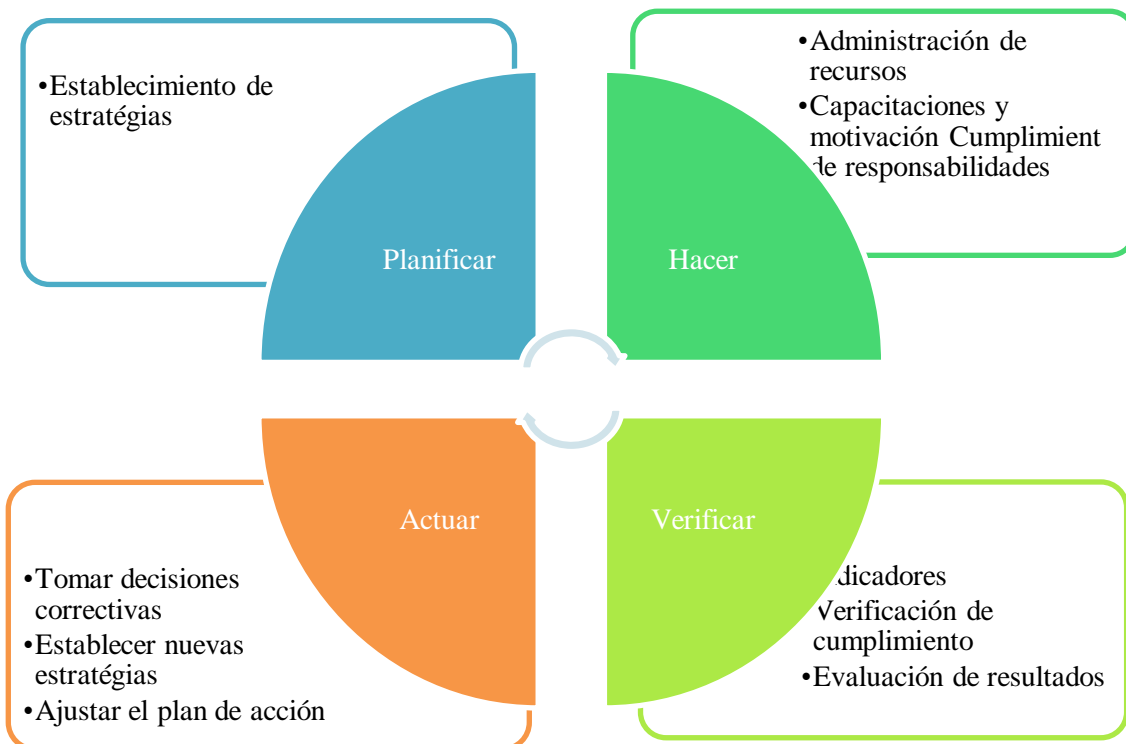 •Establecimiento de
estratégias
•Administración de
recursos
•Capacitaciones y
motivación Cumplimient
de responsabilidades
Planificar
Hacer
Actuar
Verificar
•Tomar decisiones
correctivas
•Establecer nuevas
estratégias
•Ajustar el plan de acción
dicadores
Verificación de
cumplimiento
•Evaluación de resultados